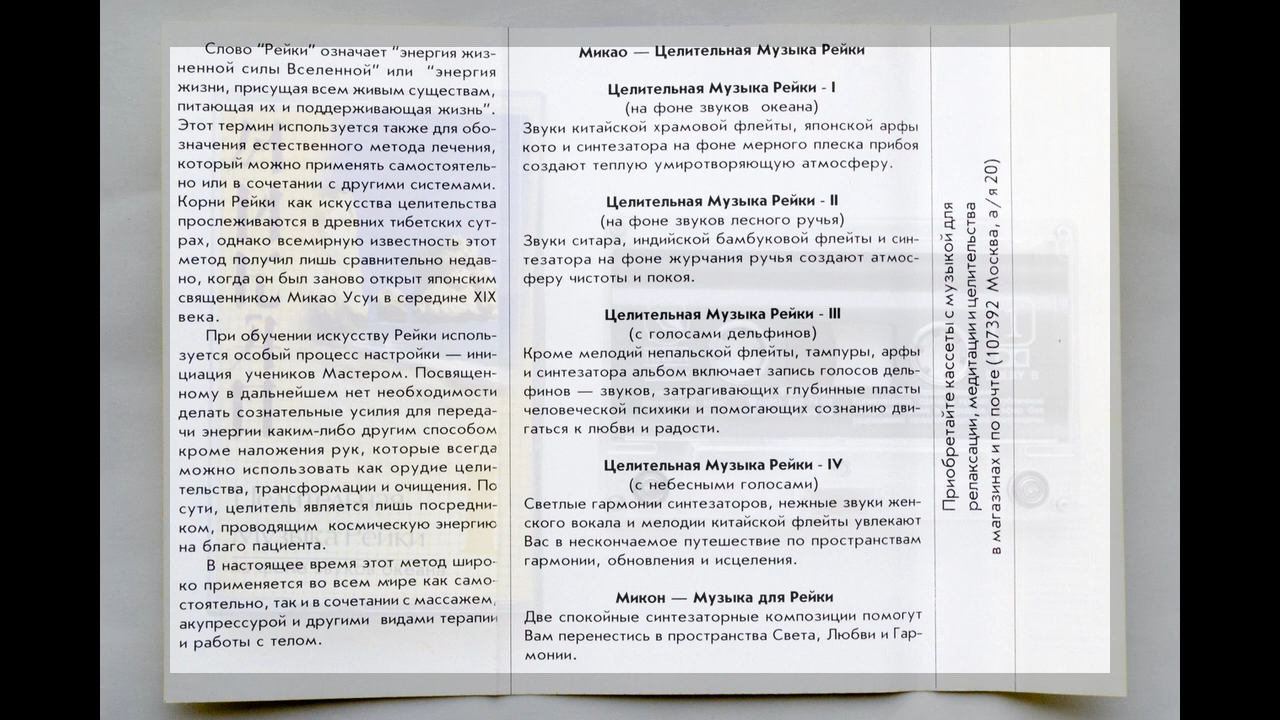 Слово “Рейки” означает “энергия жиз-
ненной силы Вселенной” или “энергия
жизни, присущая всем живым существам,
питающая их и поддерживающая жизнь”.
Этот термин используется также для обо-
значения естественного метода лечения,
который можно применять самостоятель-
но или в сочетании с другими системами.
Корни Рейки как искусства целительства
прослеживаются в древних тибетских сут-
рах, однако всемирную известность этот
метод получил лишь сравнительно недав-
но, когда он был заново открыт японским
священником Микао Усуи в середине XIX
века.
При обучении искусству Рейки исполь-
зуется особый процесс настройки — ини-
циация учеников Мастером. Посвящен-
ному в дальнейшем нет необходимости
делать сознательные усилия для переда-
чи энергии каким-либо другим способом
кроме наложения рук, которые всегда
можно использовать как орудие цели-
тельства, трансформации и очищения. По
сути, целитель является лишь посредни-
ком, проводящим космическую энергию
на благо пациента.
В настоящее время этот метод широ-
ко применяется во всем мире как само-
стоятельно, так и в сочетании с массажем,
акупрессурой и другими видами терапии
и работы с телом.
Микао — Целительная Музыка Рейки
Целительная Музыка Рейки - I
(на фоне звуков океана)
Звуки китайской храмовой флейты, японской арфы
кото и синтезатора на фоне мерного плеска прибоя
создают теплую умиротворяющую атмосферу.
Целительная Музыка Рейки - II
(на фоне звуков лесного ручья)
Звуки ситара, индийской бамбуковой флейты и син-
тезатора на фоне журчания ручья создают атмос-
феру чистоты и покоя.
Целительная Музыка Рейки - III
(с голосами дельфинов)
Кроме мелодий непальской флейты, тампуры, арфы
и синтезатора альбом включает запись голосов дель-
финов — звуков, затрагивающих глубинные пласты
человеческой психики и помогающих сознанию дви-
гаться к любви и радости.
Целительная Музыка Рейки - IV
(с небесными голосами)
Светлые гармонии синтезаторов, нежные звуки жен-
ского вокала и мелодии китайской флейты увлекают
Вас в нескончаемое путешествие по пространствам
гармонии, обновления и исцеления.
Микон — Музыка для Рейки
Две спокойные синтезаторные композиции помогут
Вам перенестись в пространства Света, Любви и Гар-
монии.
Приобретайте кассеты с музыкой для
релаксации, медитации и целительства
в магазинах и по почте (107392 Москва, а/я 20)